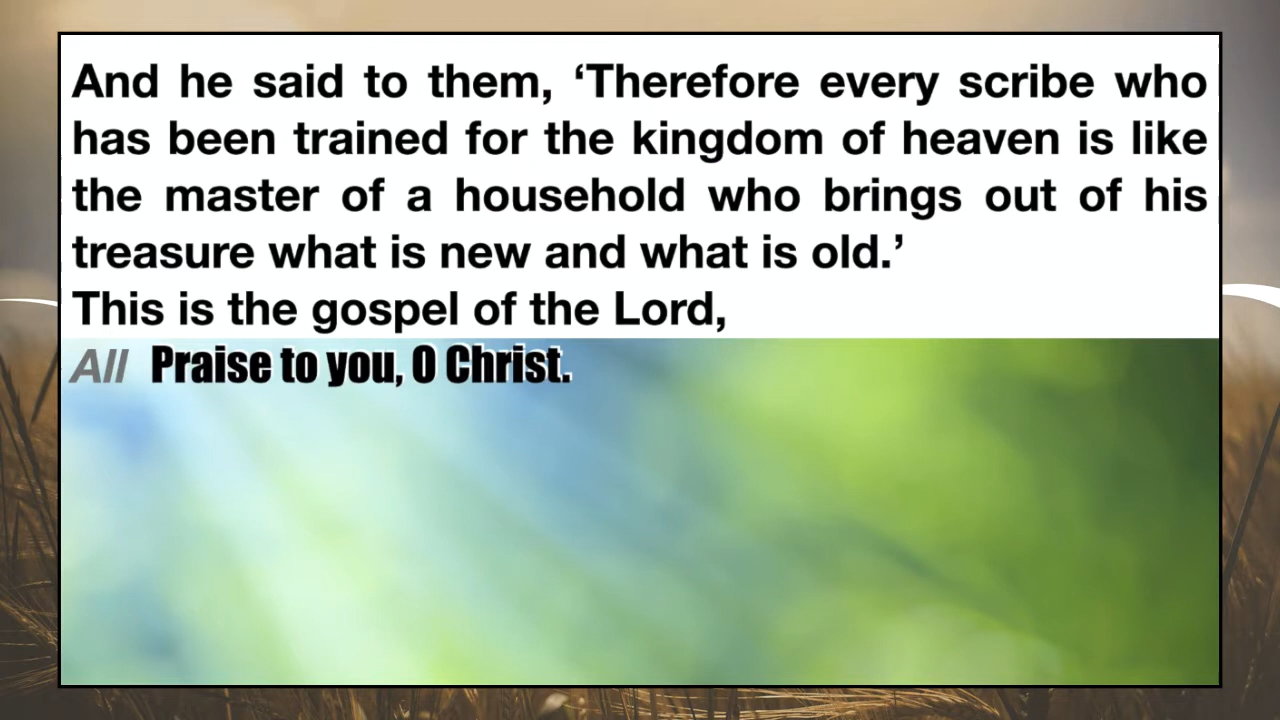 And he said to them, ‘Therefore every scribe who
has been trained for the kingdom of heaven is like
the master of a household who brings out of his
treasure what is new and what is old.’
This is the gospel of the Lord,
All Praise to you, O Christ.